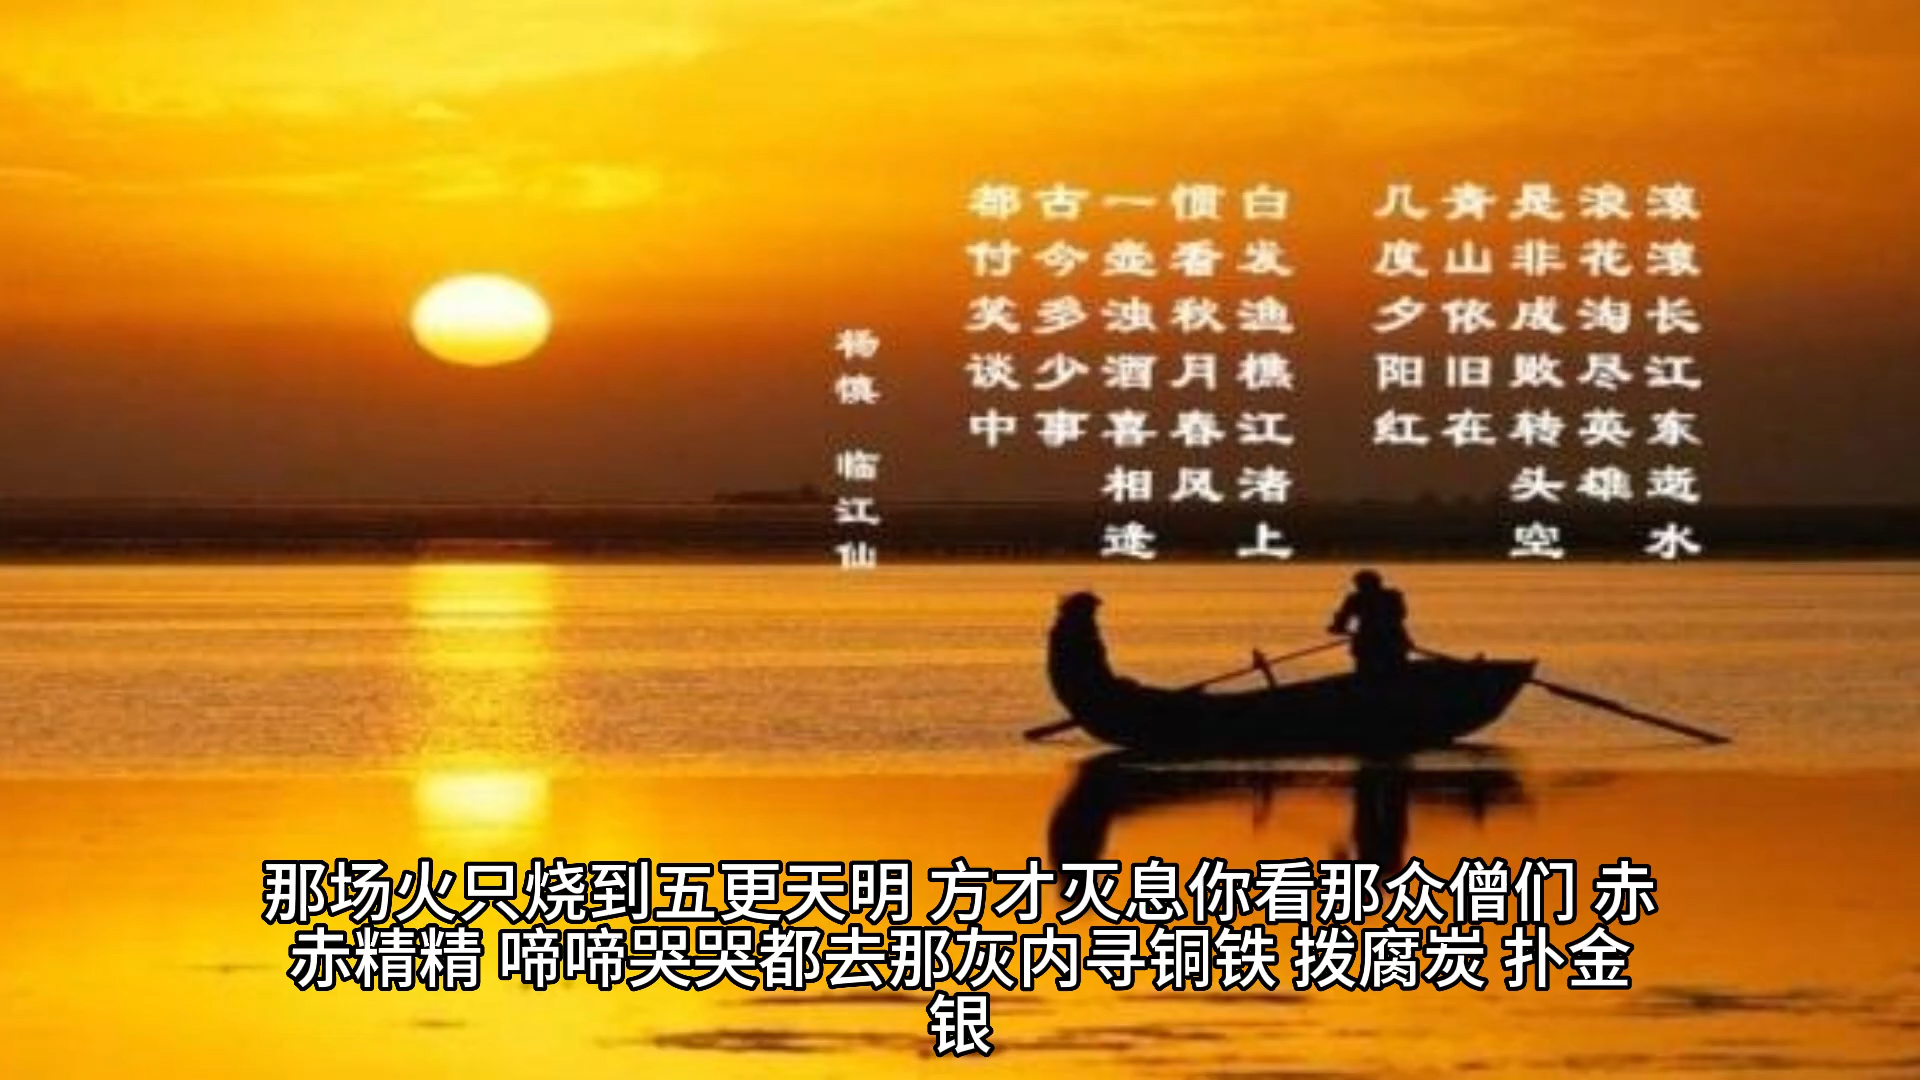 滚滚长江东逝水
浪花淘尽英雄
是非成败转头空
青山依旧在
几度夕阳红
白发渔樵江渚上
惯看秋月春风
一壶浊酒喜相逢
古今多少事
都付笑谈中
杨慎 临江仙
那场火只烧到五更天明 方才灭息你看那众僧们 赤
赤精精 啼啼哭哭都去那灰内寻铜铁 拨腐炭 扑金
银